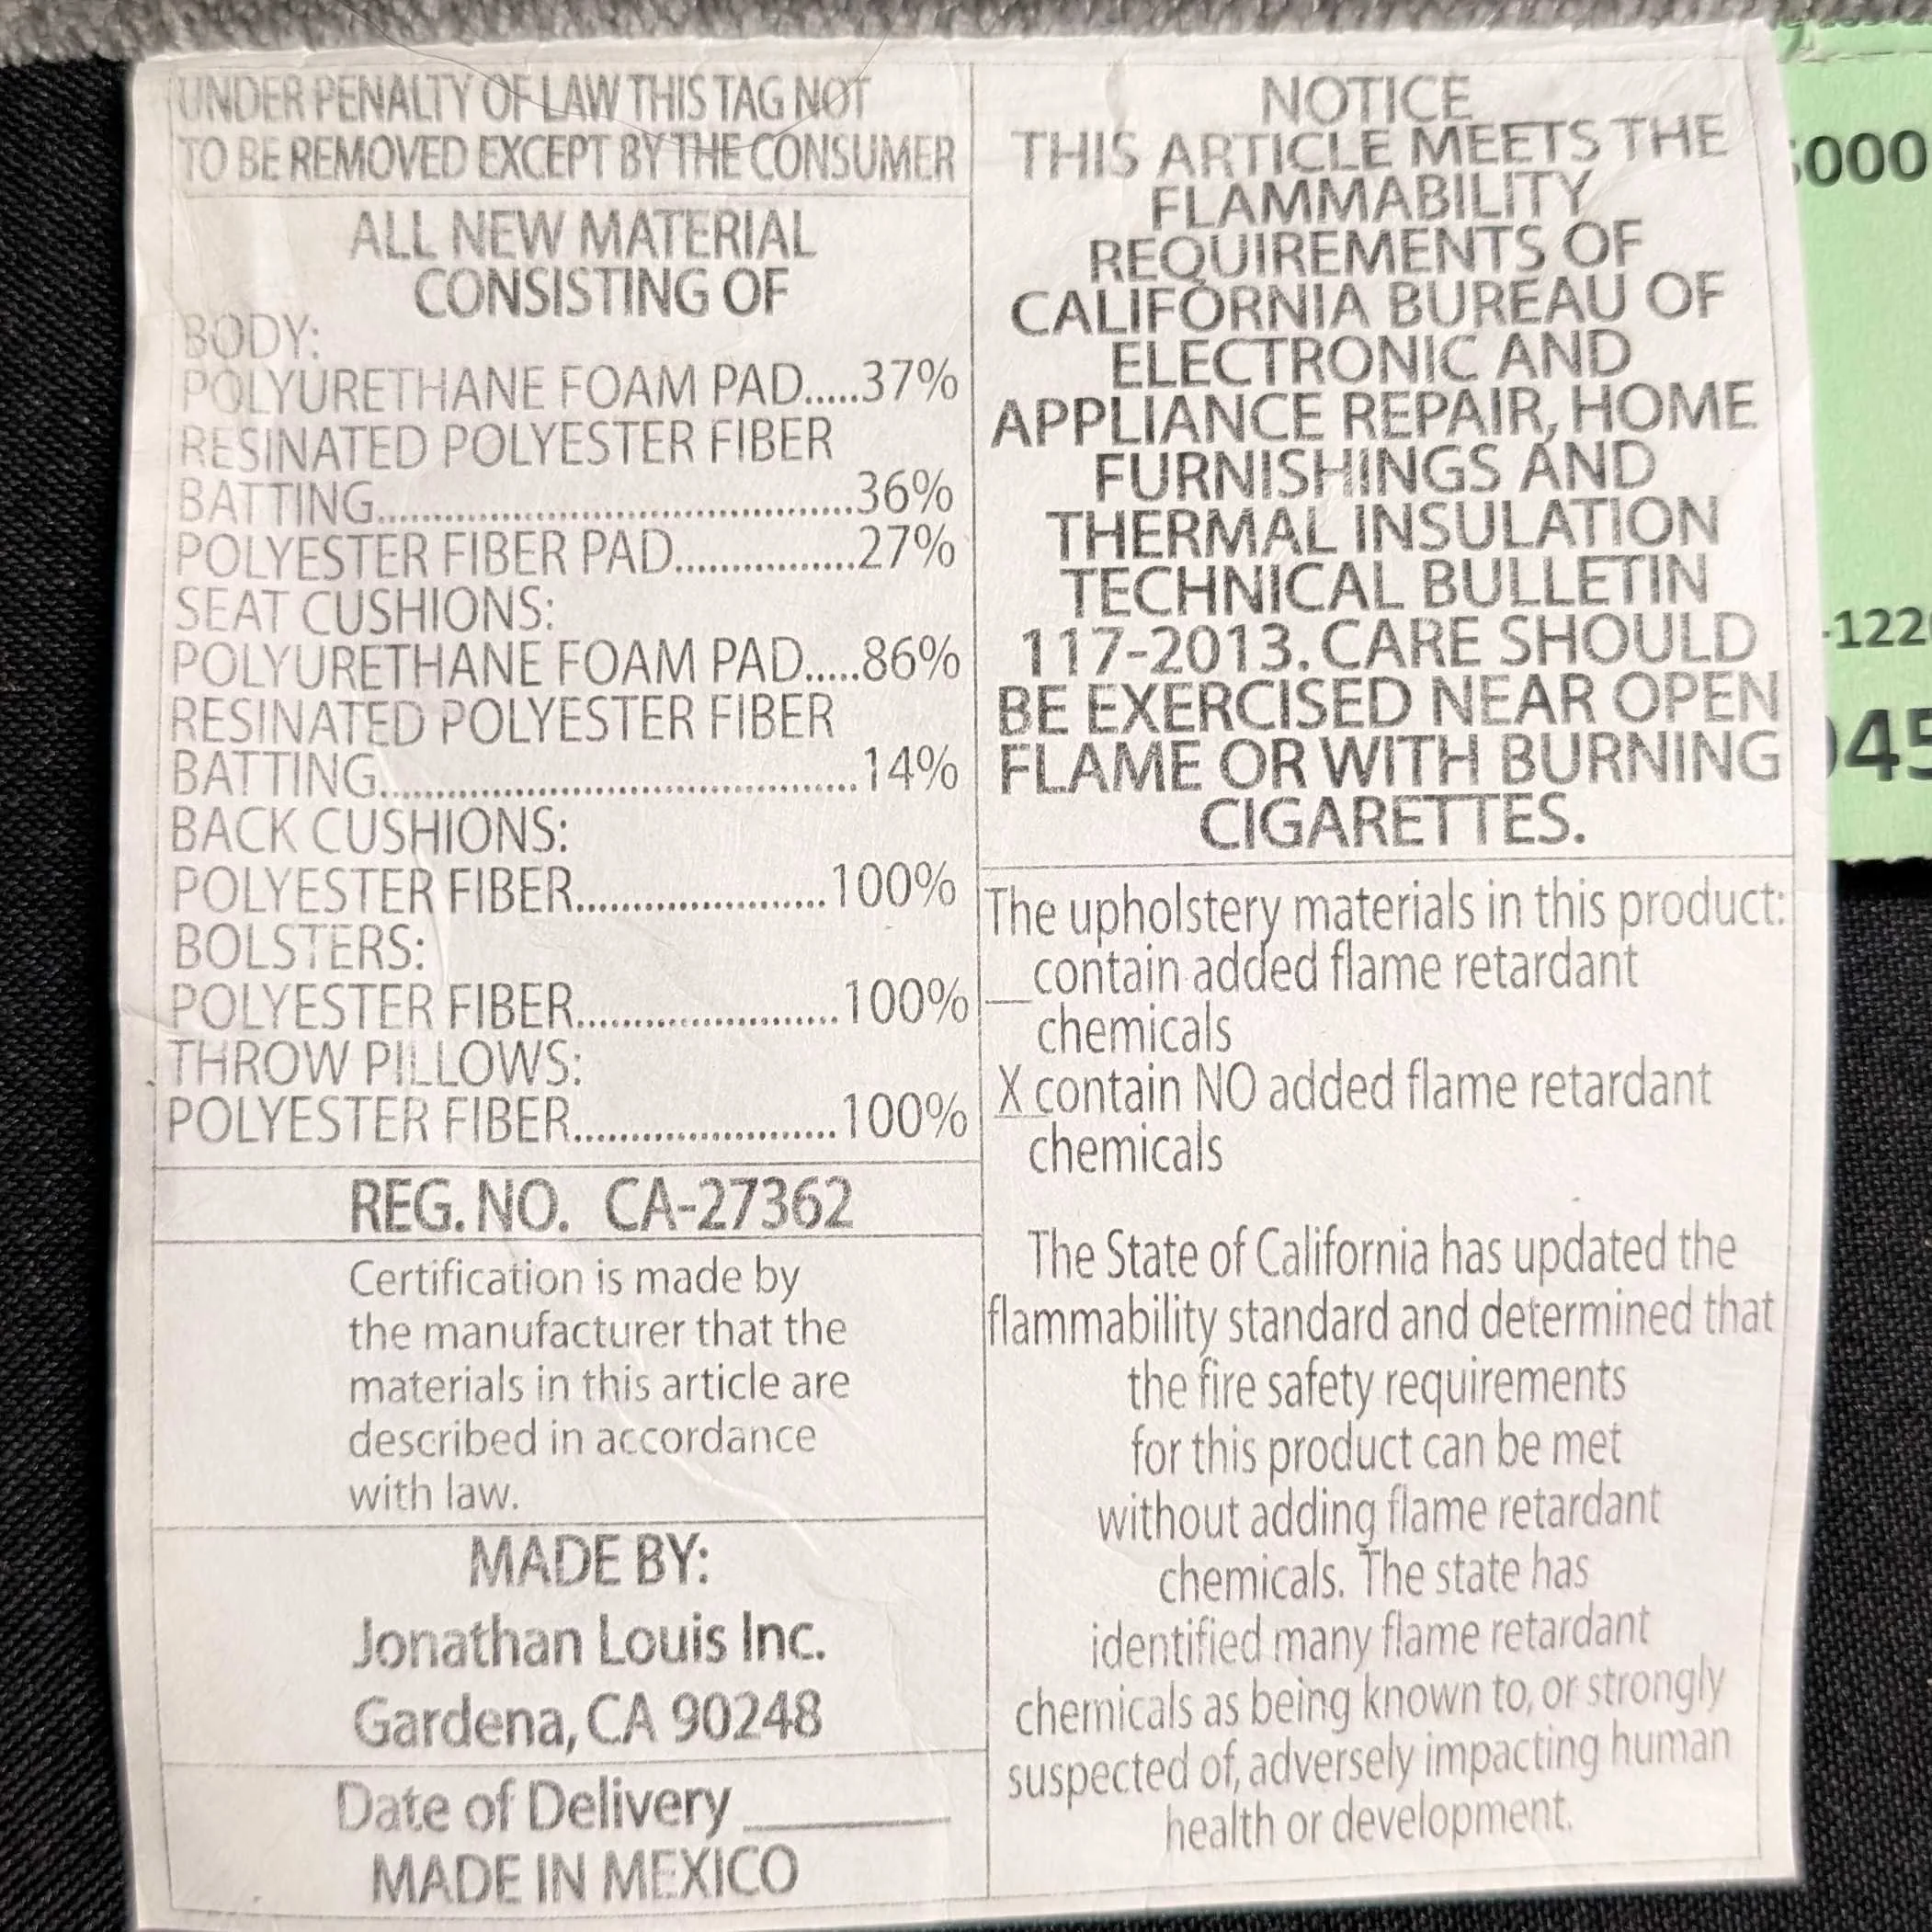 UNDER PENALTY OF LAW THIS TAG NOT
TO BE REMOVED EXCEPT BY THE CONSUMER
ALL NEW MATERIAL
CONSISTING OF
BODY:
POLYURETHANE FOAM PAD.....37%
RESINATED POLYESTER FIBER
BATTING..........................................36%
POLYESTER FIBER PAD................27%
SEAT CUSHIONS:
POLYURETHANE FOAM PAD.....86%
RESINATED POLYESTER FIBER
BATTING..........................................14%
BACK CUSHIONS:
POLYESTER FIBER......................100%
BOLSTERS:
POLYESTER FIBER.......................100%
THROW PILLOWS:
POLYESTER FIBER.......................100%
REG. NO. CA-27362
Certification is made by
the manufacturer that the
materials in this article are
described in accordance
with law.
MADE BY:
Jonathan Louis Inc.
Gardena, CA 90248
Date of Delivery ___________
MADE IN MEXICO
NOTICE
THIS ARTICLE MEETS THE
FLAMMABILITY
REQUIREMENTS OF
CALIFORNIA BUREAU OF
ELECTRONIC AND
APPLIANCE REPAIR, HOME
FURNISHINGS AND
THERMAL INSULATION
TECHNICAL BULLETIN
117-2013. CARE SHOULD
BE EXERCISED NEAR OPEN
FLAME OR WITH BURNING
CIGARETTES.
The upholstery materials in this product:
__contain added flame retardant
chemicals
X contain NO added flame retardant
chemicals
The State of California has updated the
flammability standard and determined that
the fire safety requirements
for this product can be met
without adding flame retardant
chemicals. The state has
identified many flame retardant
chemicals as being known to, or strongly
suspected of, adversely impacting human
health or development.
000
-122
45